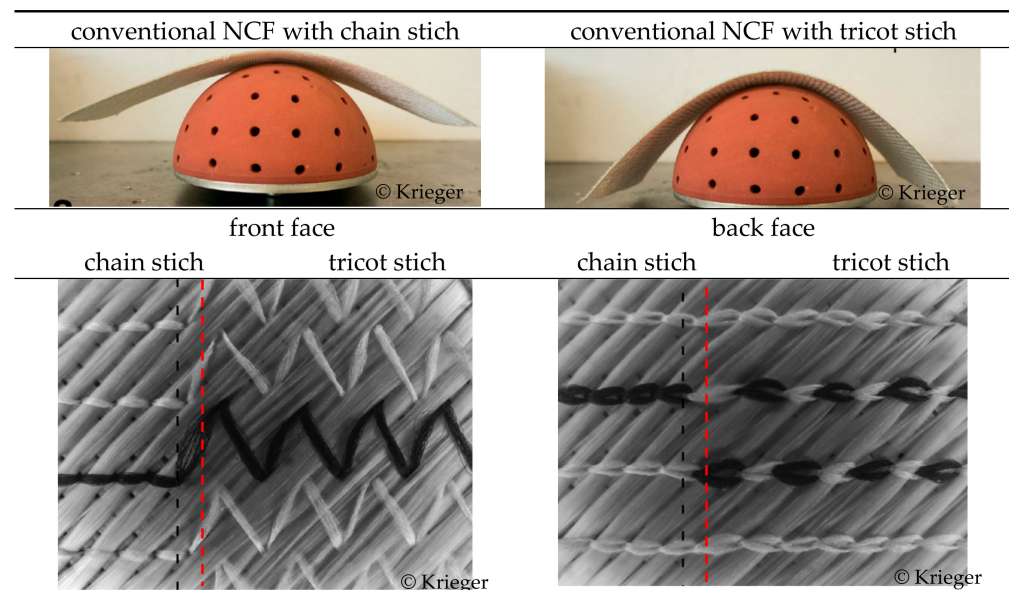 conventional NCF with chain stich
conventional NCF with tricot stich
© Krieger
© Krieger
front face
back face
chain stich
tricot stich
chain stich
tricot stich
© Krieger
© Krieger